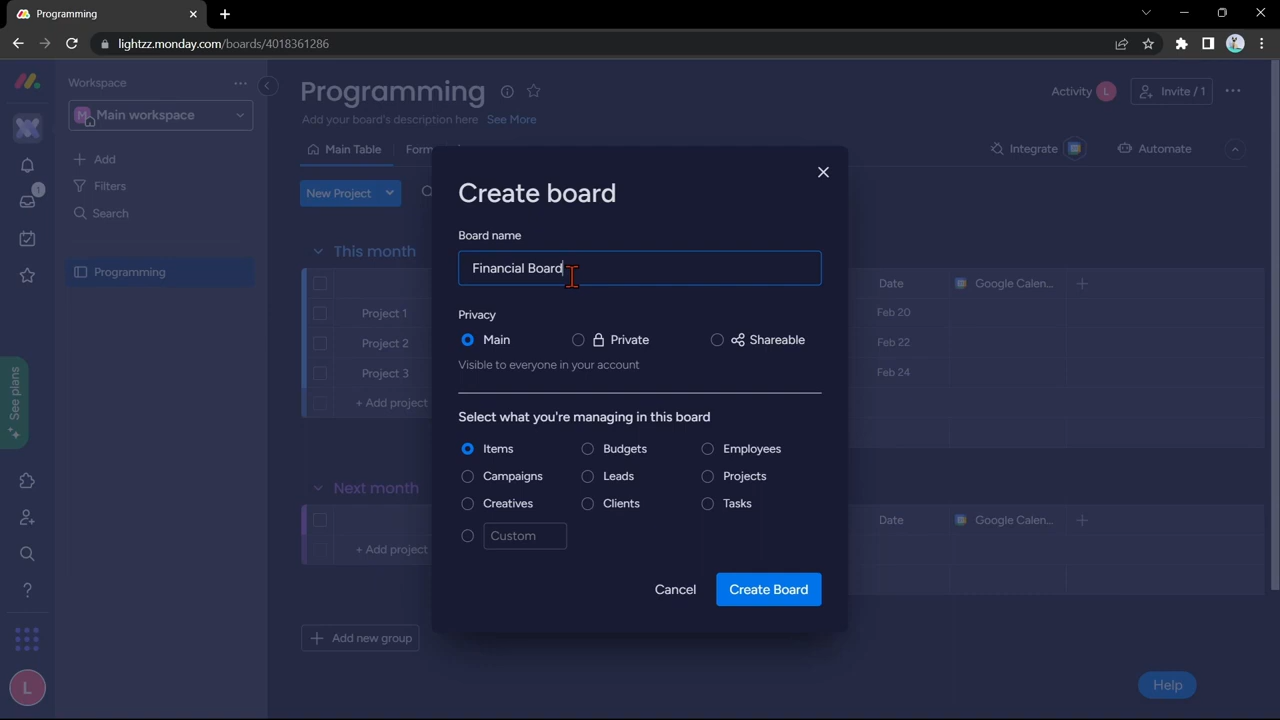 Programming
lightzz.monday.com/boards/4018361286
Workspace
M Main workspace
Add
Filters
Search
Programming
See plans
1
L
Programming
Activity L
Invite / 1
Add your board's description here See More
Main Table
Form
Integrate
Automate
New Project
This month
Date
Google Calen...
Project 1
Feb 20
Project 2
Feb 22
Project 3
Feb 24
+ Add project
Next month
Date
Google Calen...
+ Add project
+ Add new group
Help
Create board
Board name
Financial Board
Privacy
Main
Private
Shareable
Visible to everyone in your account
Select what you're managing in this board
Items Budgets Employees
Campaigns Leads Projects
Creatives Clients Tasks
Custom
Cancel Create Board